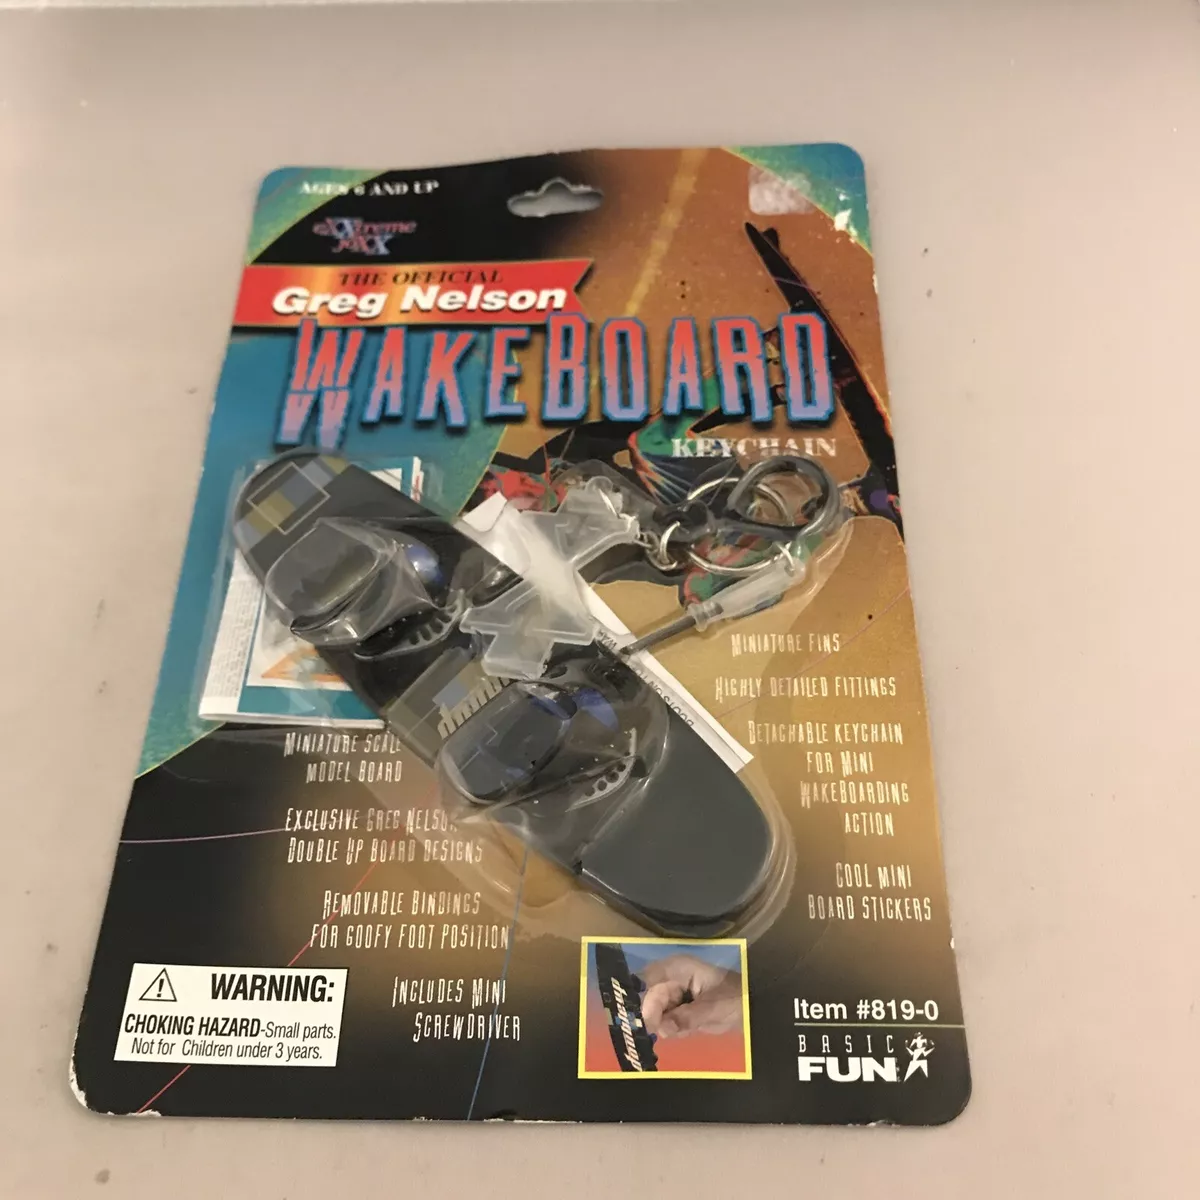 AGES 6 AND UP
eXXtreme
joXX
THE OFFICIAL
Greg Nelson
WAKEBOARD
KEYCHAIN
MINIATURE FINS
HIGHLY DETAILED FITTINGS
DETACHABLE KEYCHAIN
FOR MINI
WAKEBOARDING
ACTION
COOL MINI
BOARD STICKERS
MINIATURE SCALE
MODEL BOARD
EXCLUSIVE GREG NELSON
DOUBLE UP BOARD DESIGNS
REMOVABLE BINDINGS
FOR GOOFY FOOT POSITION
INCLUDES MINI
SCREWDRIVER
WARNING:
CHOKING HAZARD-Small parts.
Not for Children under 3 years.
doubleup
Item #819-0
BASIC
FUN